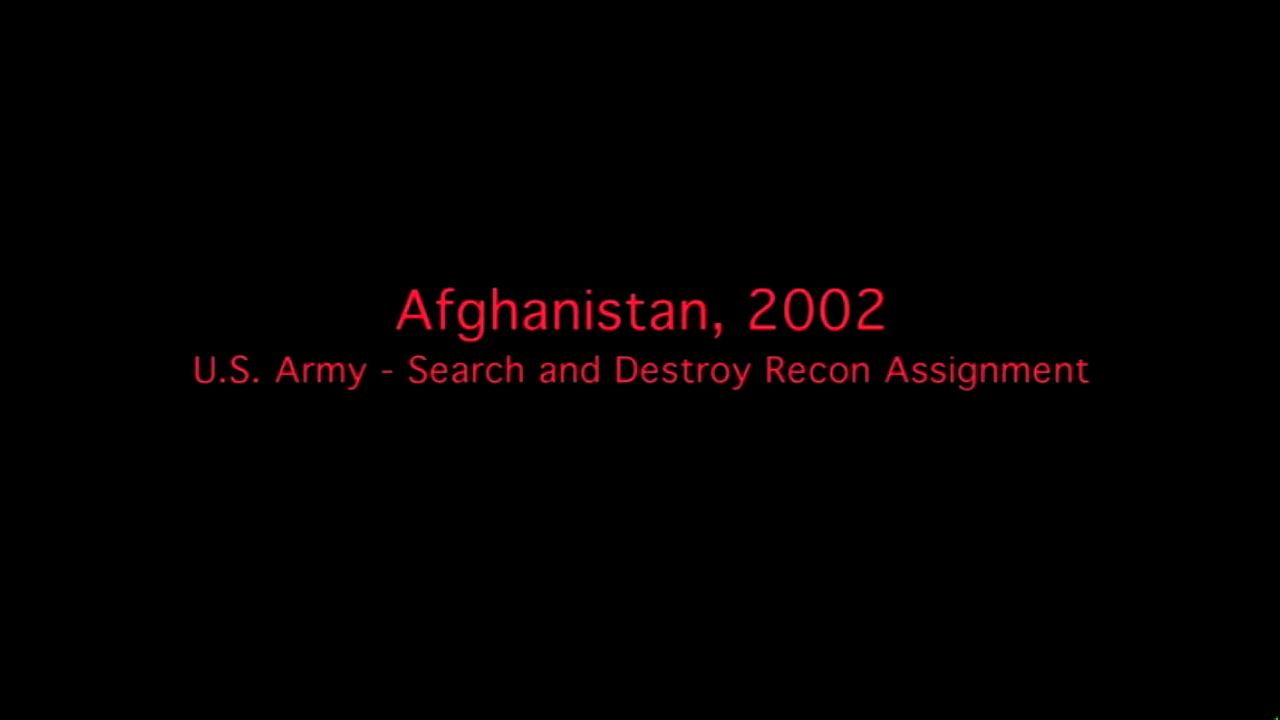 Afghanistan, 2002
U.S. Army - Search and Destroy Recon Assignment